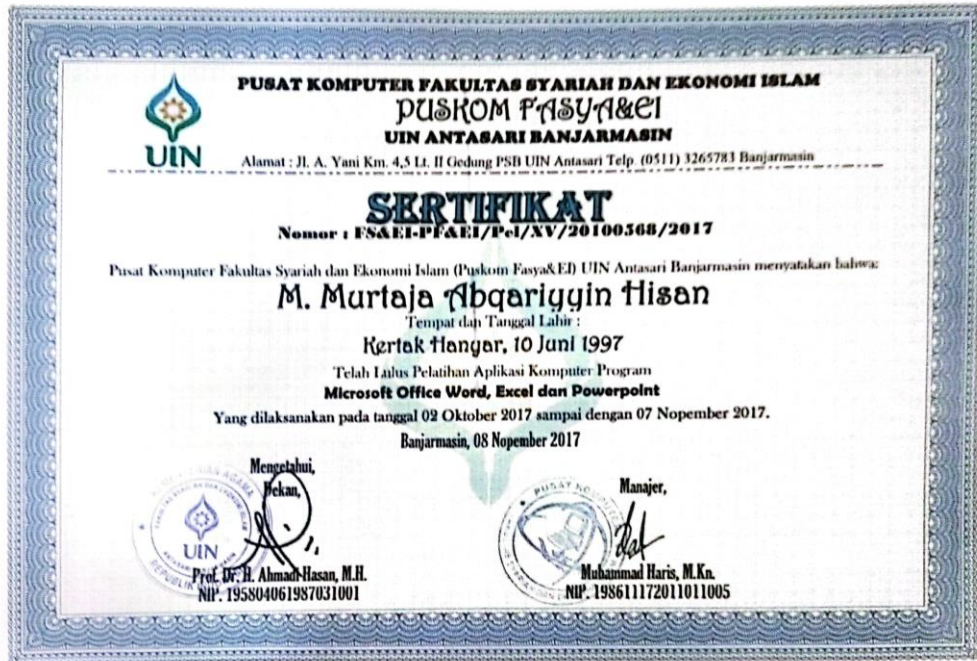 PUSAT KOMPUTER FAKULTAS SYARIAH DAN EKONOMI ISLAM
PUSKOM FASYA&EI
UIN ANTASARI BANJARMASIN
UIN
Alamat : Jl. A. Yani Km. 4,5 Lt. II Gedung PSB UIN Antasari Telp. (0511) 3265783 Banjarmasin
SERTIFIKAT
Nomor : FS&EI-PF&EI/Pel/XV/20100368/2017
Pusat Komputer Fakultas Syariah dan Ekonomi Islam (Puskom Fasya&EI) UIN Antasari Banjarmasin menyatakan bahwa:
M. Murtaja Abqariyyin Hisan
Tempat dan Tanggal Lahir :
Kertak Hanyar, 10 Juni 1997
Telah Lulus Pelatihan Aplikasi Komputer Program
Microsoft Office Word, Excel dan Powerpoint
Yang dilaksanakan pada tanggal 02 Oktober 2017 sampai dengan 07 Nopember 2017.
Banjarmasin, 08 Nopember 2017
Mengetahui,
Dekan,
UIN
Prof. Dr. H. Ahmadi Hasan, M.H.
NIP. 195804061987031001
Manajer,
PUSAT KOMPUTER
Muhammad Haris, M.Kn.
NIP. 198611172011011005